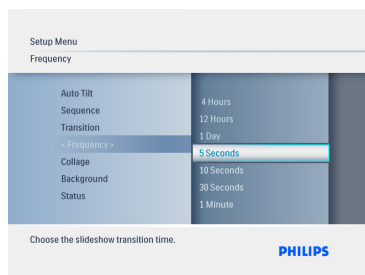 Setup Menu
Frequency
Auto Tilt
Sequence
Transition
< Frequency >
Collage
Background
Status
4 Hours
12 Hours
1 Day
5 Seconds
10 Seconds
30 Seconds
1 Minute
Choose the slideshow transition time.
PHILIPS